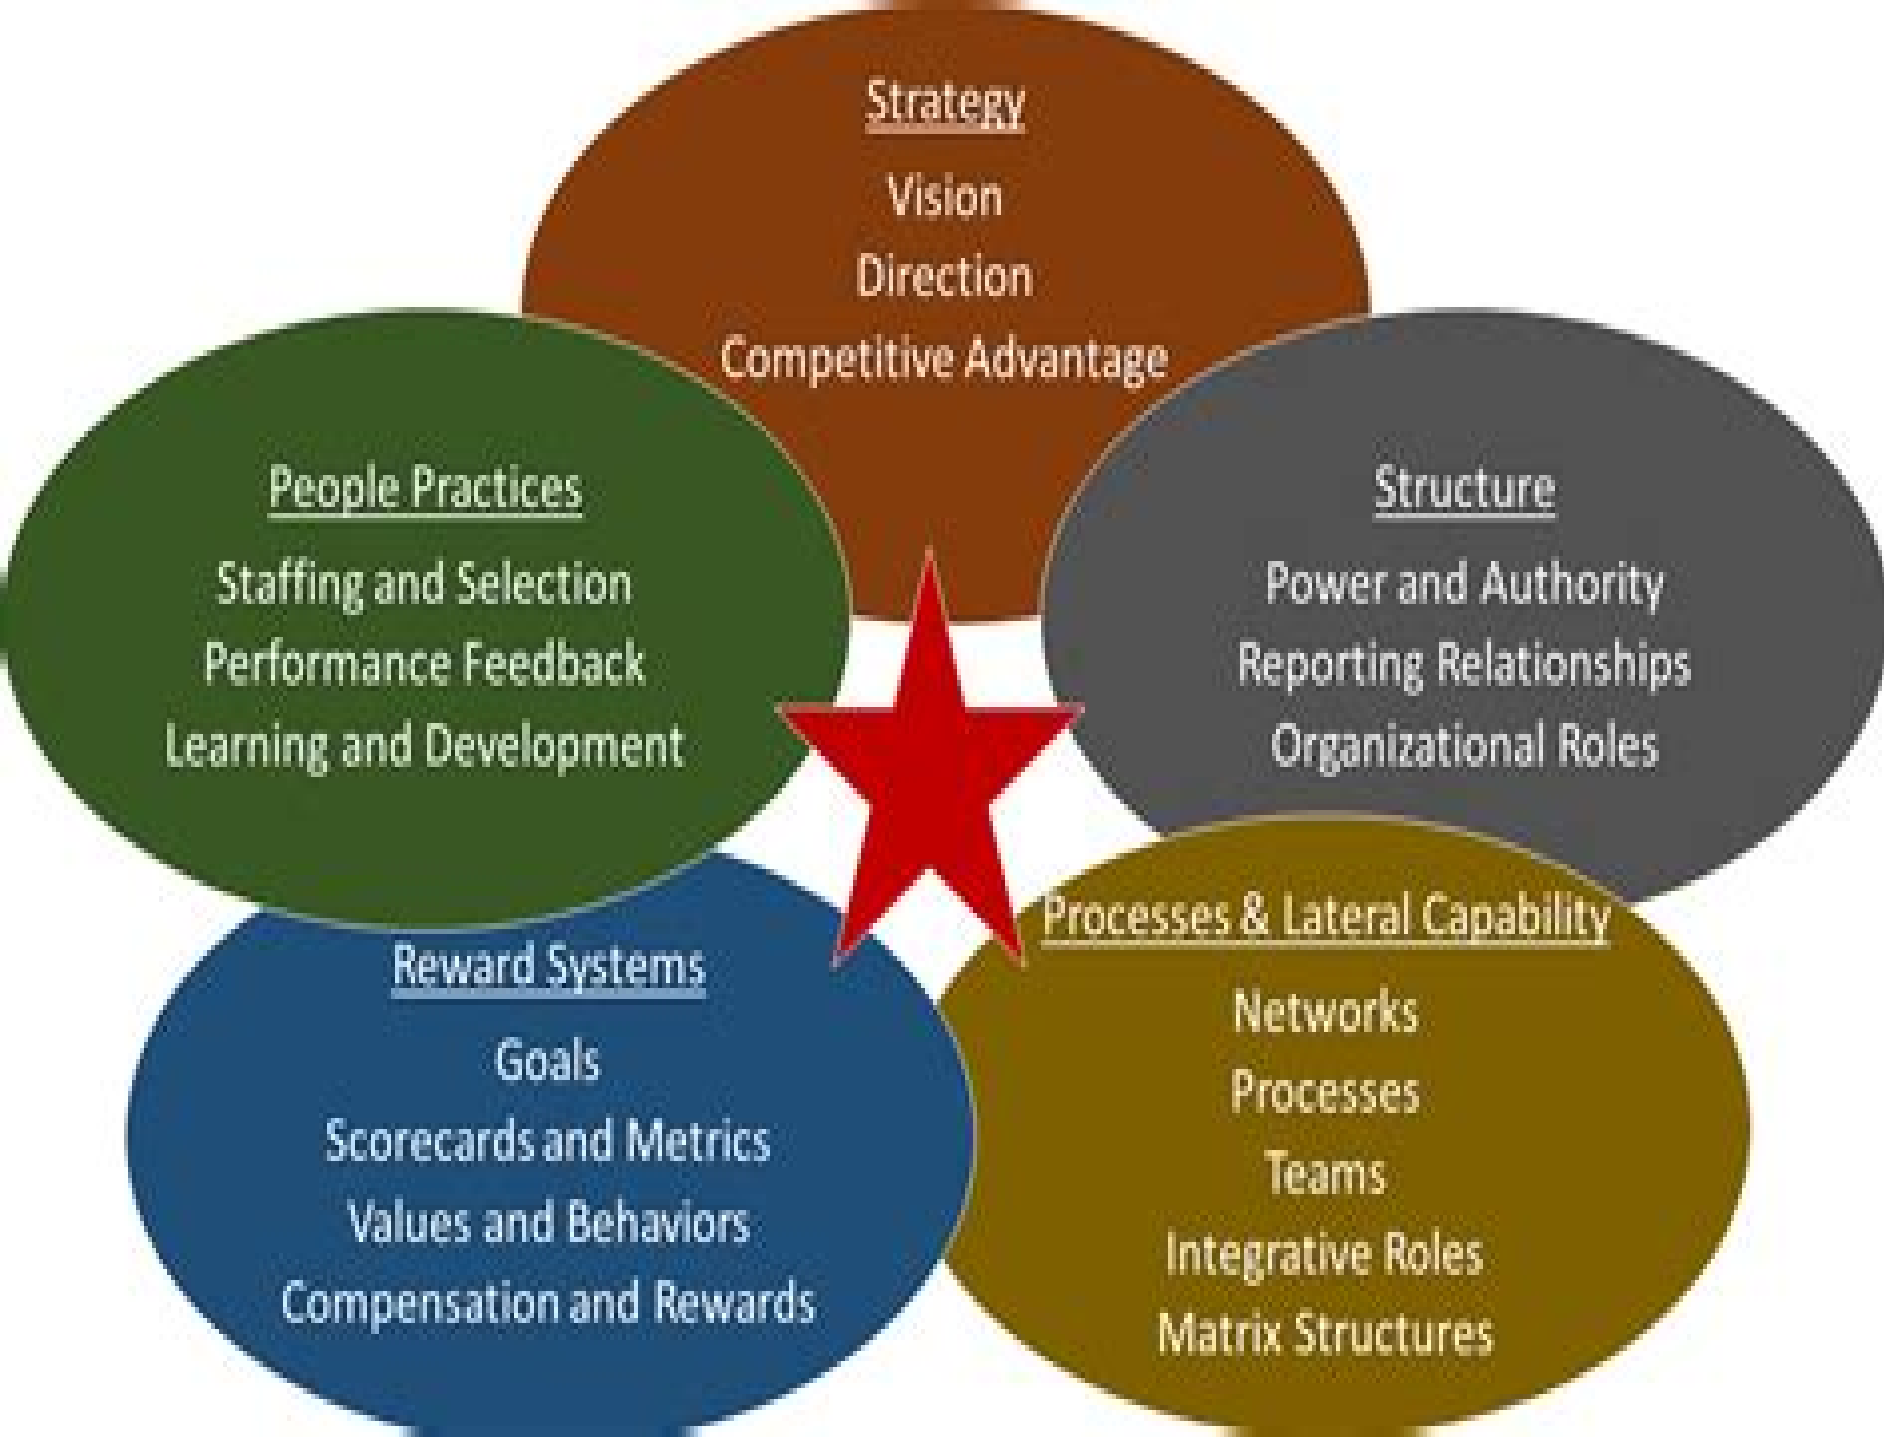 Strategy
Vision
Direction
Competitive Advantage
People Practices
Staffing and Selection
Performance Feedback
Learning and Development
Structure
Power and Authority
Reporting Relationships
Organizational Roles
Reward Systems
Goals
Scorecards and Metrics
Values and Behaviors
Compensation and Rewards
Processes & Lateral Capability
Networks
Processes
Teams
Integrative Roles
Matrix Structures